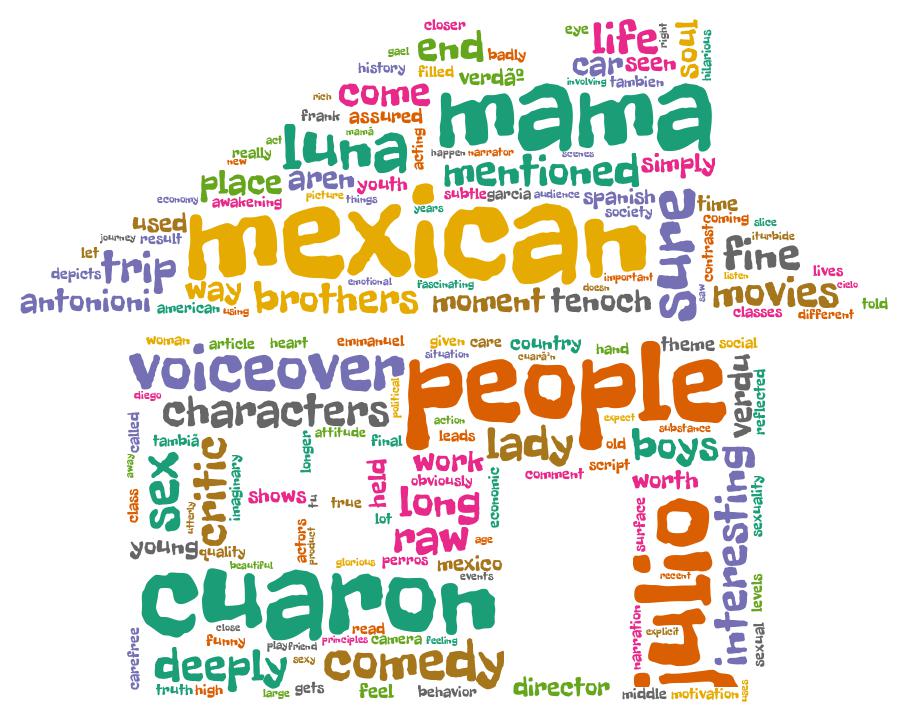 closer
eye
life
right
soul
hilarious
gael
end
badly
car
seen
history
filled
verdãº
involving
tambien
rich
come
mama
frank
assured
acting
act
luna
mamã
really
new
happen
narrator
scenes
mentioned
simply
place
aren
youth
subtle
garcia
audience
spanish
economy
awakening
picture
things
years
society
sure
time
used
mexican
coming
slice
contrast
journey
result
fine
iturbide
let
trip
listen
depicts
emotional
fascinating
important
lives
way
brothers
doesn
saw
movies
cielo
antonioni
american
using
moment
tenoch
classes
different
told
woman
article
heart
emmanuel
given
care
country
hand
theme
social
voiceover
situation
cuarã³n
people
verdu
reflected
diego
political
characters
action
expect
substance
called
tambiã
longer
attitude
final
leads
lady
old
boys
sex
critic
imaginary
held
work
script
interesting
away
obviously
economic
comment
worth
sexuality
class
utterly
shows
tu
true
long
surface
lot
julio
actors
product
raw
age
young
quality
beautiful
glorious
perros
mexico
events
recent
levels
cuaron
narration
explicit
sexual
close
read
carefree
funny
playfriend
principles
camera
feeling
deeply
sexy
comedy
truth
high
large
gets
feel
behavior
director
middle
motivation
uses